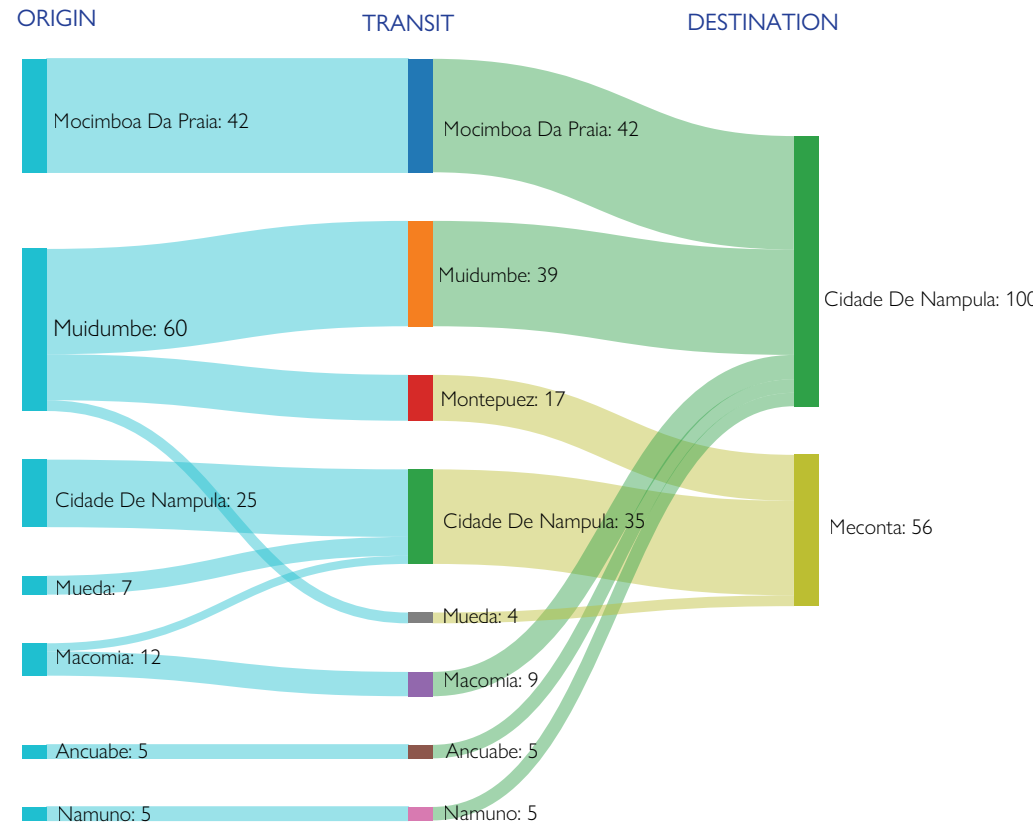 ORIGIN
TRANSIT
DESTINATION
Mocimboa Da Praia: 42
Mocimboa Da Praia: 42
Muidumbe: 39
Cidade De Nampula: 100
Muidumbe: 60
Montepuez: 17
Cidade De Nampula: 25
Cidade De Nampula: 35
Meconta: 56
Mueda: 7
Mueda: 4
Macomia: 12
Macomia: 9
Ancuabe: 5
Ancuabe: 5
Namuno: 5
Namuno: 5